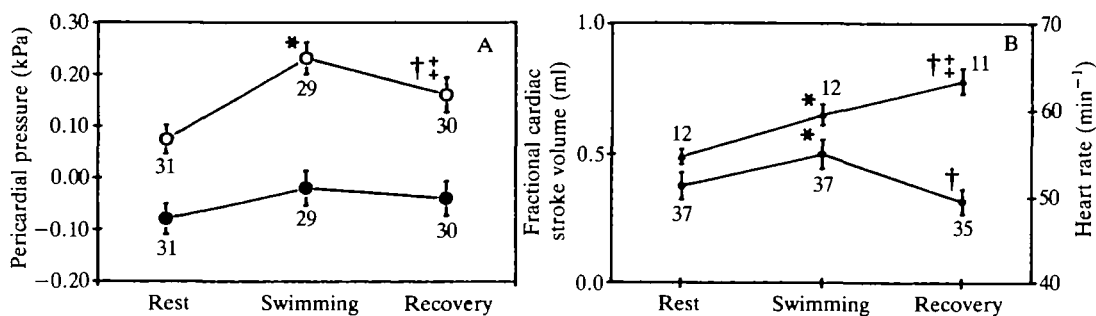 A
Pericardial pressure (kPa)
0.30
0.20
0.10
0.00
−0.10
−0.20
*
† ‡
31
29
30
31
29
30
Rest
Swimming
Recovery
B
Fractional cardiac
stroke volume (ml)
1.0
0.5
0.0
12
12
11
*
*
† ‡
†
37
37
35
Rest
Swimming
Recovery
70
60
50
40
Heart rate (min⁻¹)